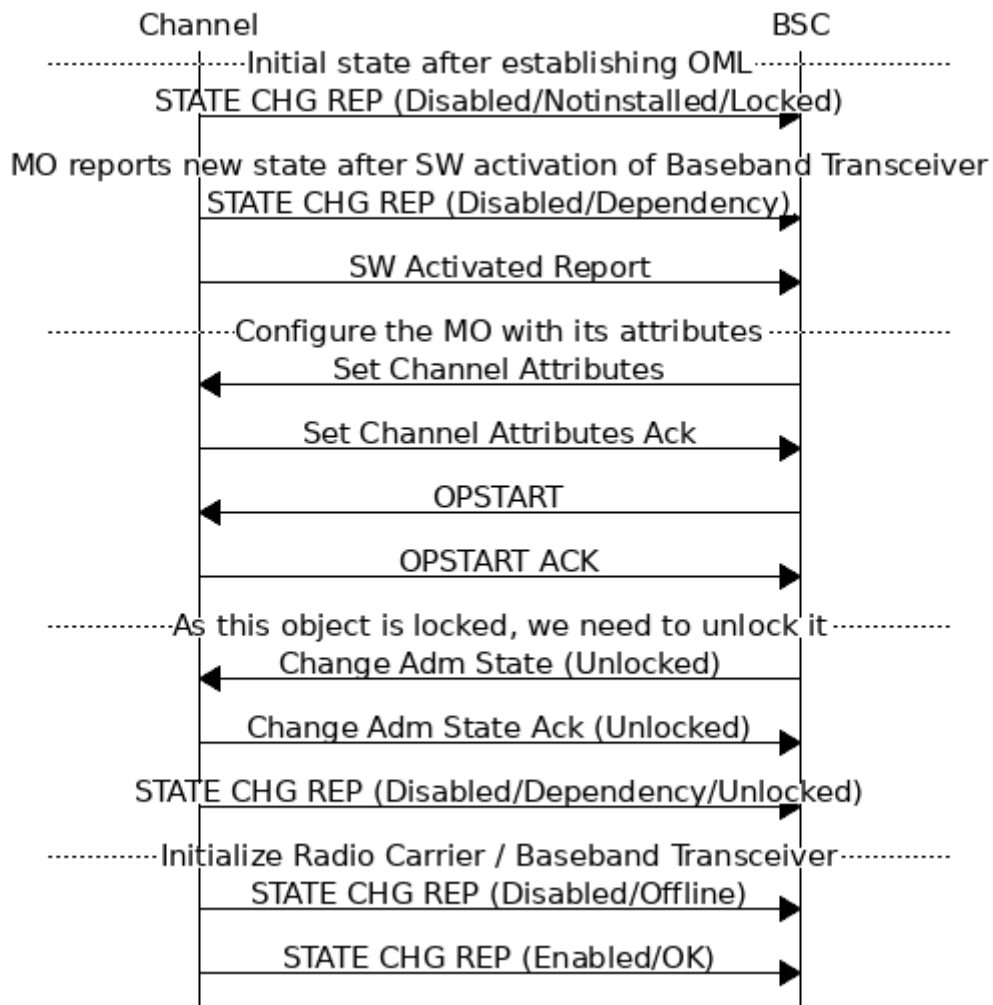 Channel BSC
Initial state after establishing OML
STATE CHG REP (Disabled/Notinstalled/Locked)
MO reports new state after SW activation of Baseband Transceiver
STATE CHG REP (Disabled/Dependency)
SW Activated Report
Configure the MO with its attributes
Set Channel Attributes
Set Channel Attributes Ack
OPSTART
OPSTART ACK
As this object is locked, we need to unlock it
Change Adm State (Unlocked)
Change Adm State Ack (Unlocked)
STATE CHG REP (Disabled/Dependency/Unlocked)
Initialize Radio Carrier / Baseband Transceiver
STATE CHG REP (Disabled/Offline)
STATE CHG REP (Enabled/OK)